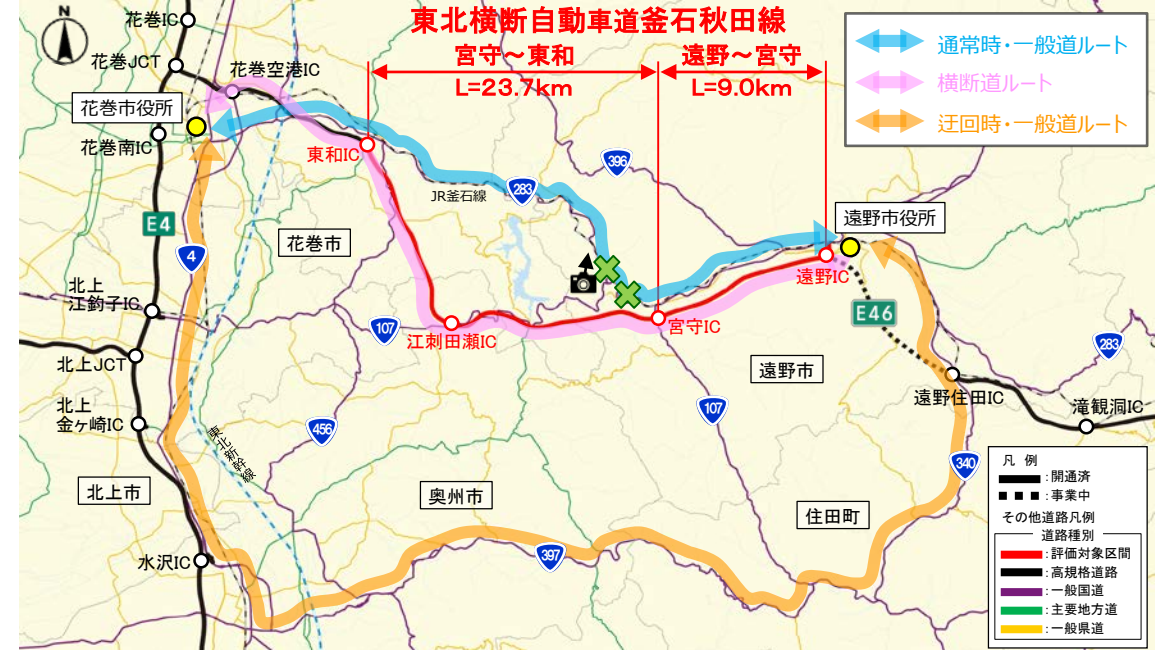 東北横断自動車道釜石秋田線
宮守～東和
L=23.7km
遠野～宮守
L=9.0km
通常時・一般道ルート
横断道ルート
迂回時・一般道ルート
N
花巻IC
花巻JCT
花巻空港IC
花巻市役所
花巻南IC
東和IC
396
JR釜石線
283
遠野市役所
E4
4
花巻市
遠野IC
北上
江釣子IC
107
江刺田瀬IC
宮守IC
E46
283
北上JCT
遠野市
遠野住田IC
滝観洞IC
北上
金ヶ崎IC
456
107
東北新幹線
340
北上市
奥州市
住田町
水沢IC
397
凡 例
:開通済
:事業中
その他道路凡例
道路種別
:評価対象区間
:高規格道路
:一般国道
:主要地方道
:一般県道